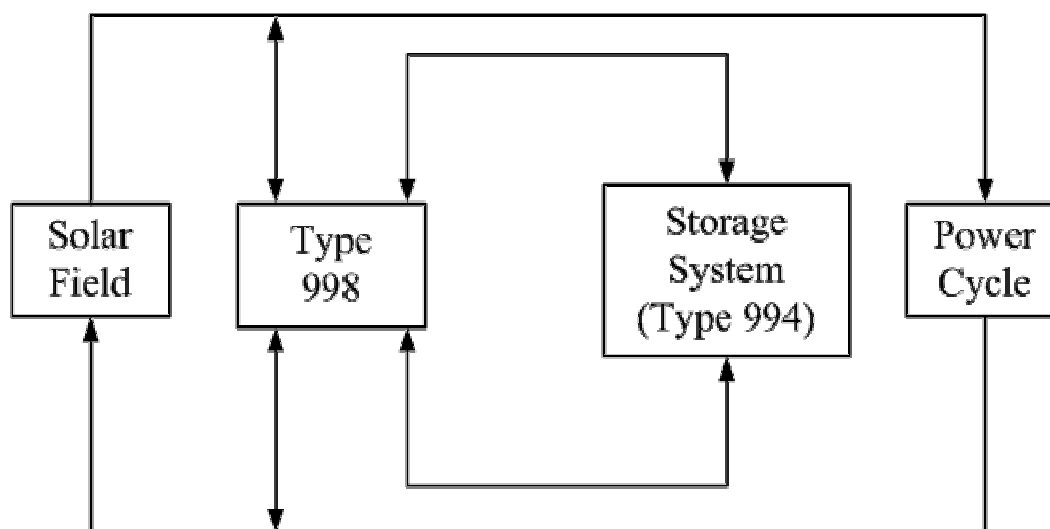 Solar
Field
Type
998
Storage
System
(Type 994)
Power
Cycle